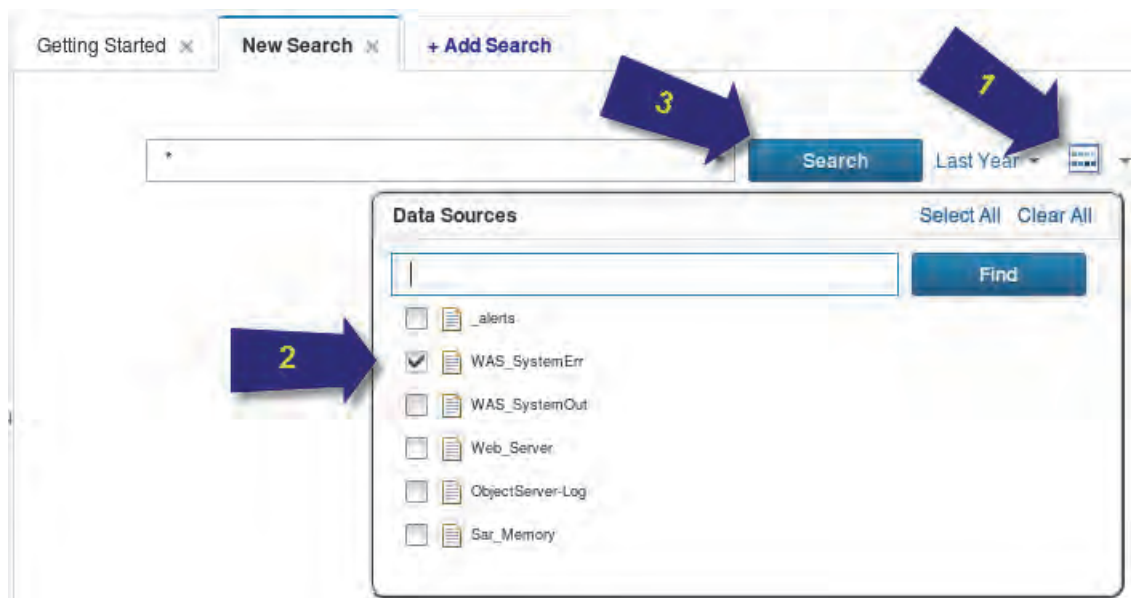 Getting Started × New Search × + Add Search
3 1
* Search Last Year
Data Sources Select All Clear All
Find
_alerts
2 WAS_SystemErr
WAS_SystemOut
Web_Server
ObjectServer-Log
Sar_Memory